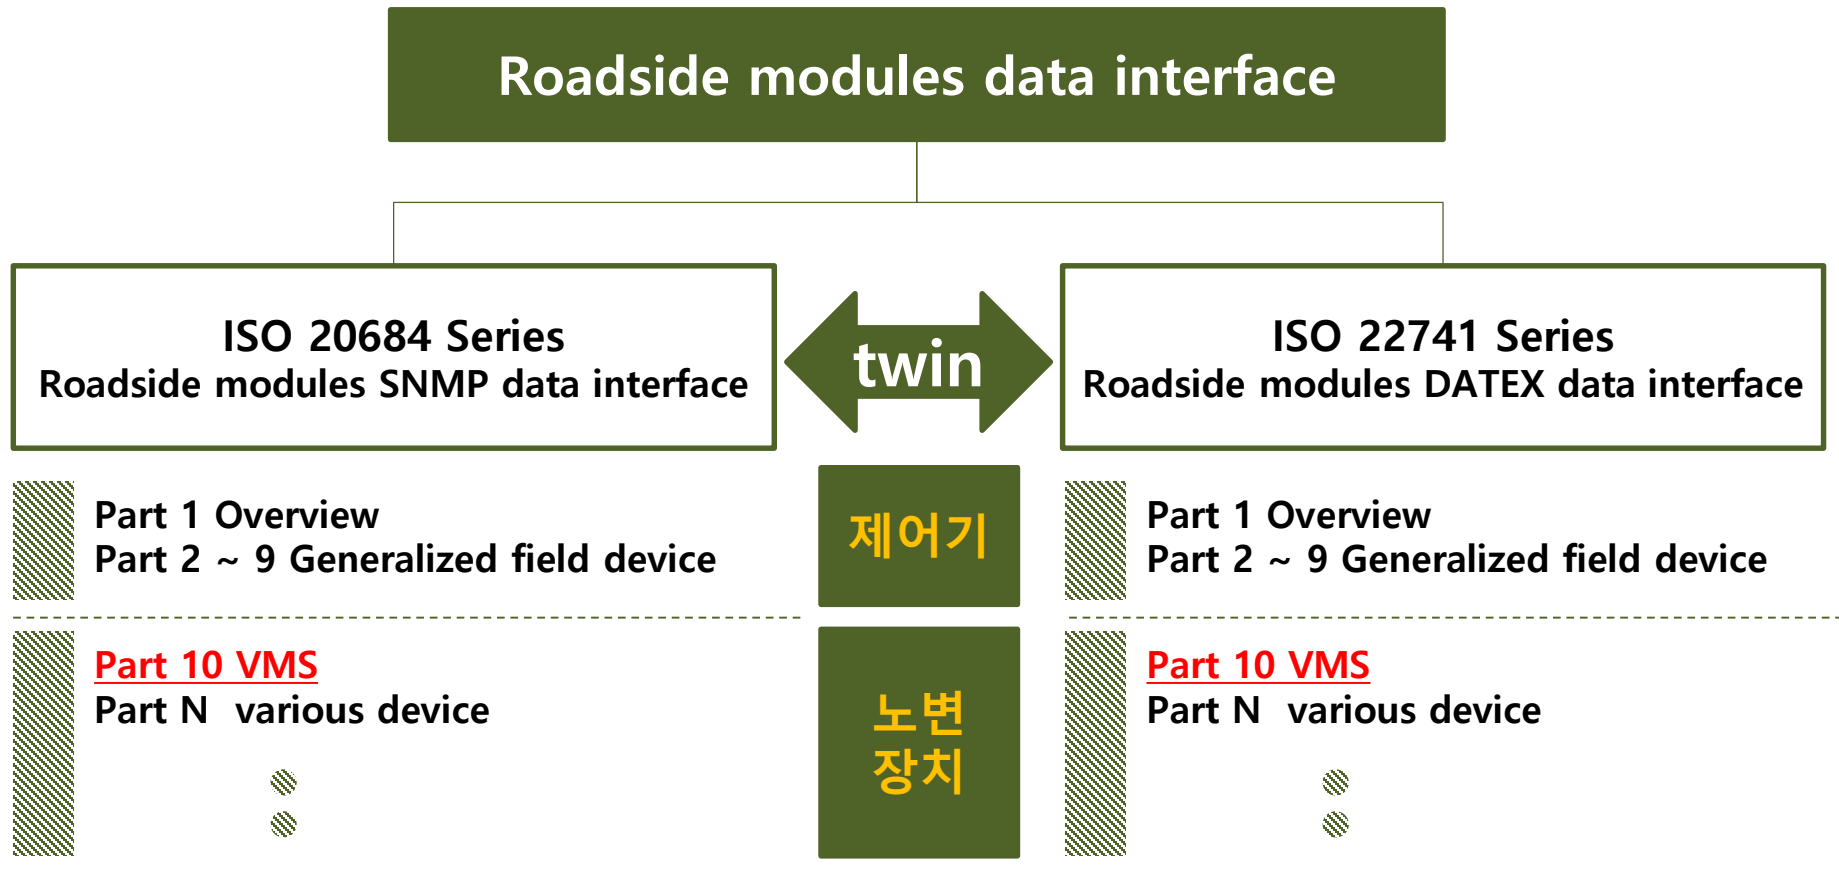 Roadside modules data interface
ISO 20684 Series
Roadside modules SNMP data interface
twin
ISO 22741 Series
Roadside modules DATEX data interface
Part 1 Overview
Part 2 ~ 9 Generalized field device
제어기
Part 1 Overview
Part 2 ~ 9 Generalized field device
Part 10 VMS
Part N various device
노변
장치
Part 10 VMS
Part N various device